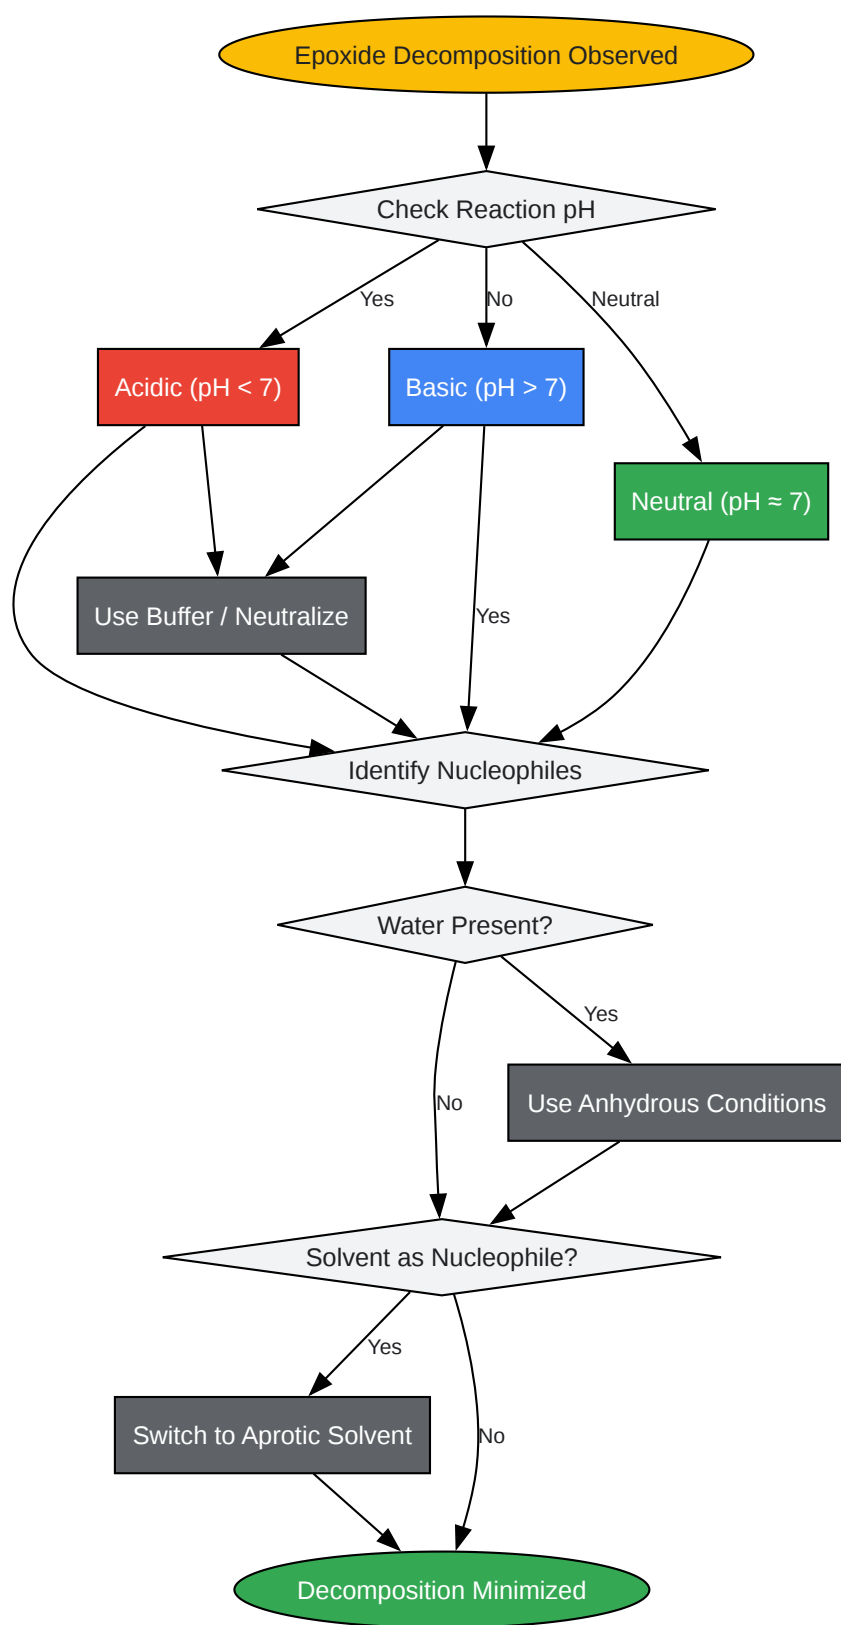 Epoxide Decomposition Observed
Check Reaction pH
Yes
No
Neutral
Acidic (pH < 7)
Basic (pH > 7)
Neutral (pH ≈ 7)
Use Buffer / Neutralize
Yes
Identify Nucleophiles
Water Present?
Yes
No
Use Anhydrous Conditions
Solvent as Nucleophile?
Yes
Switch to Aprotic Solvent
No
Decomposition Minimized